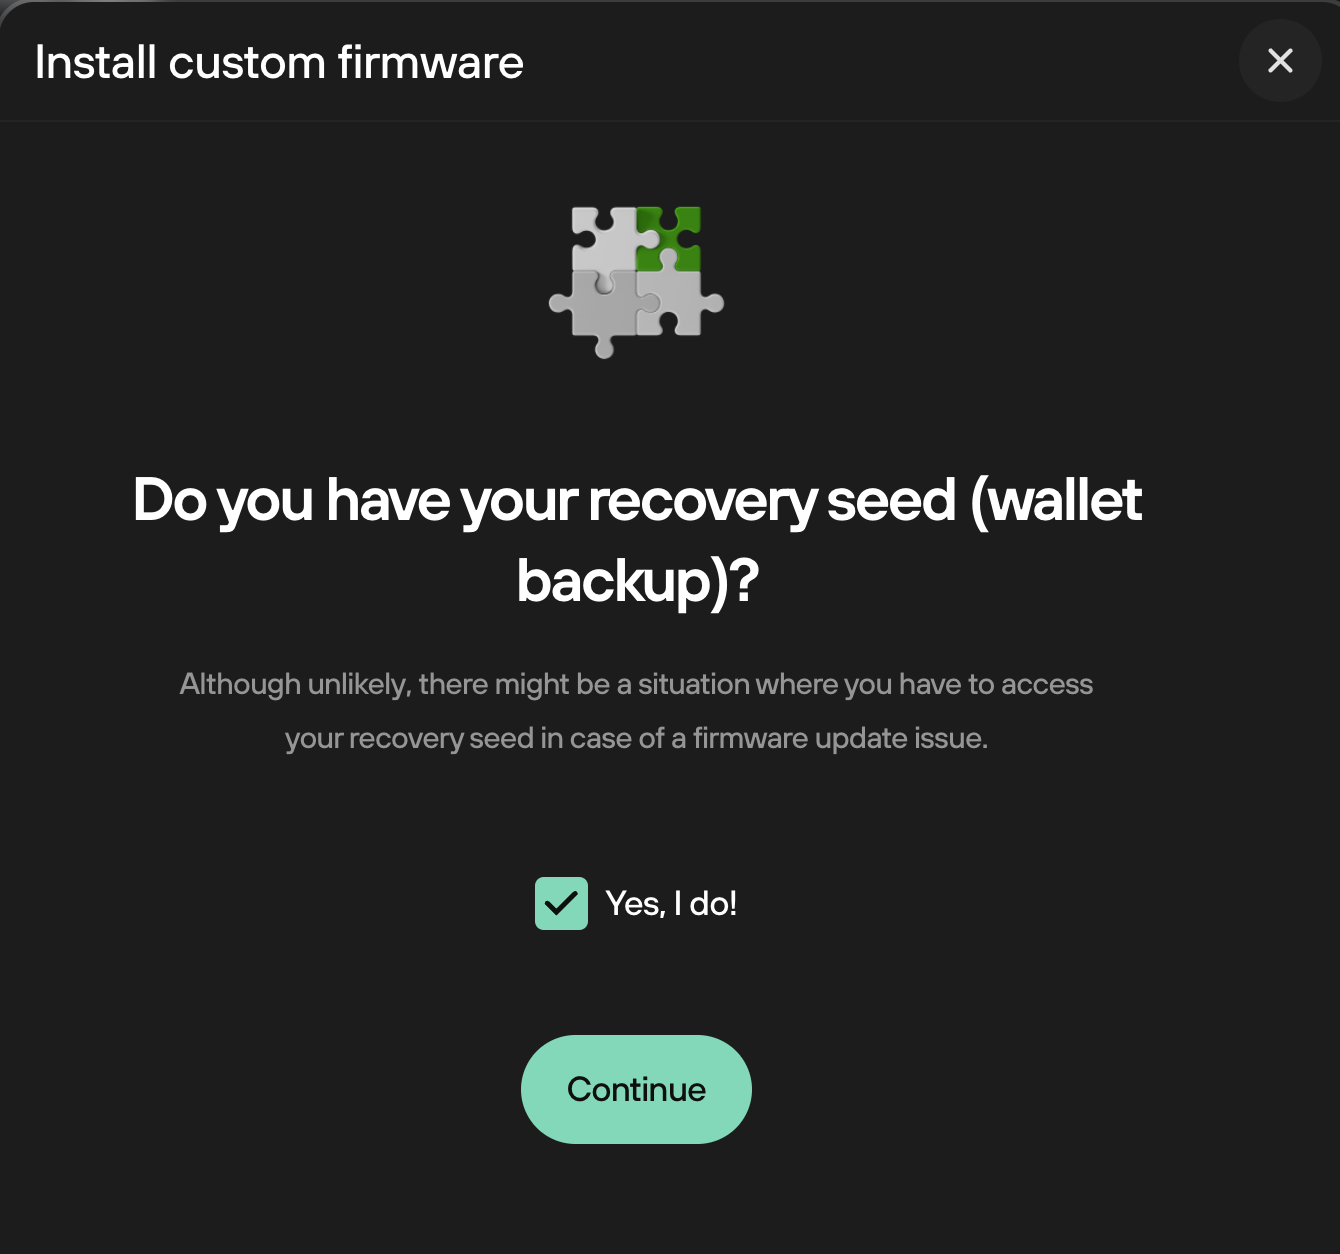 Install custom firmware
Do you have your recovery seed (wallet
backup)?
Although unlikely, there might be a situation where you have to access
your recovery seed in case of a firmware update issue.
Yes, I do!
Continue